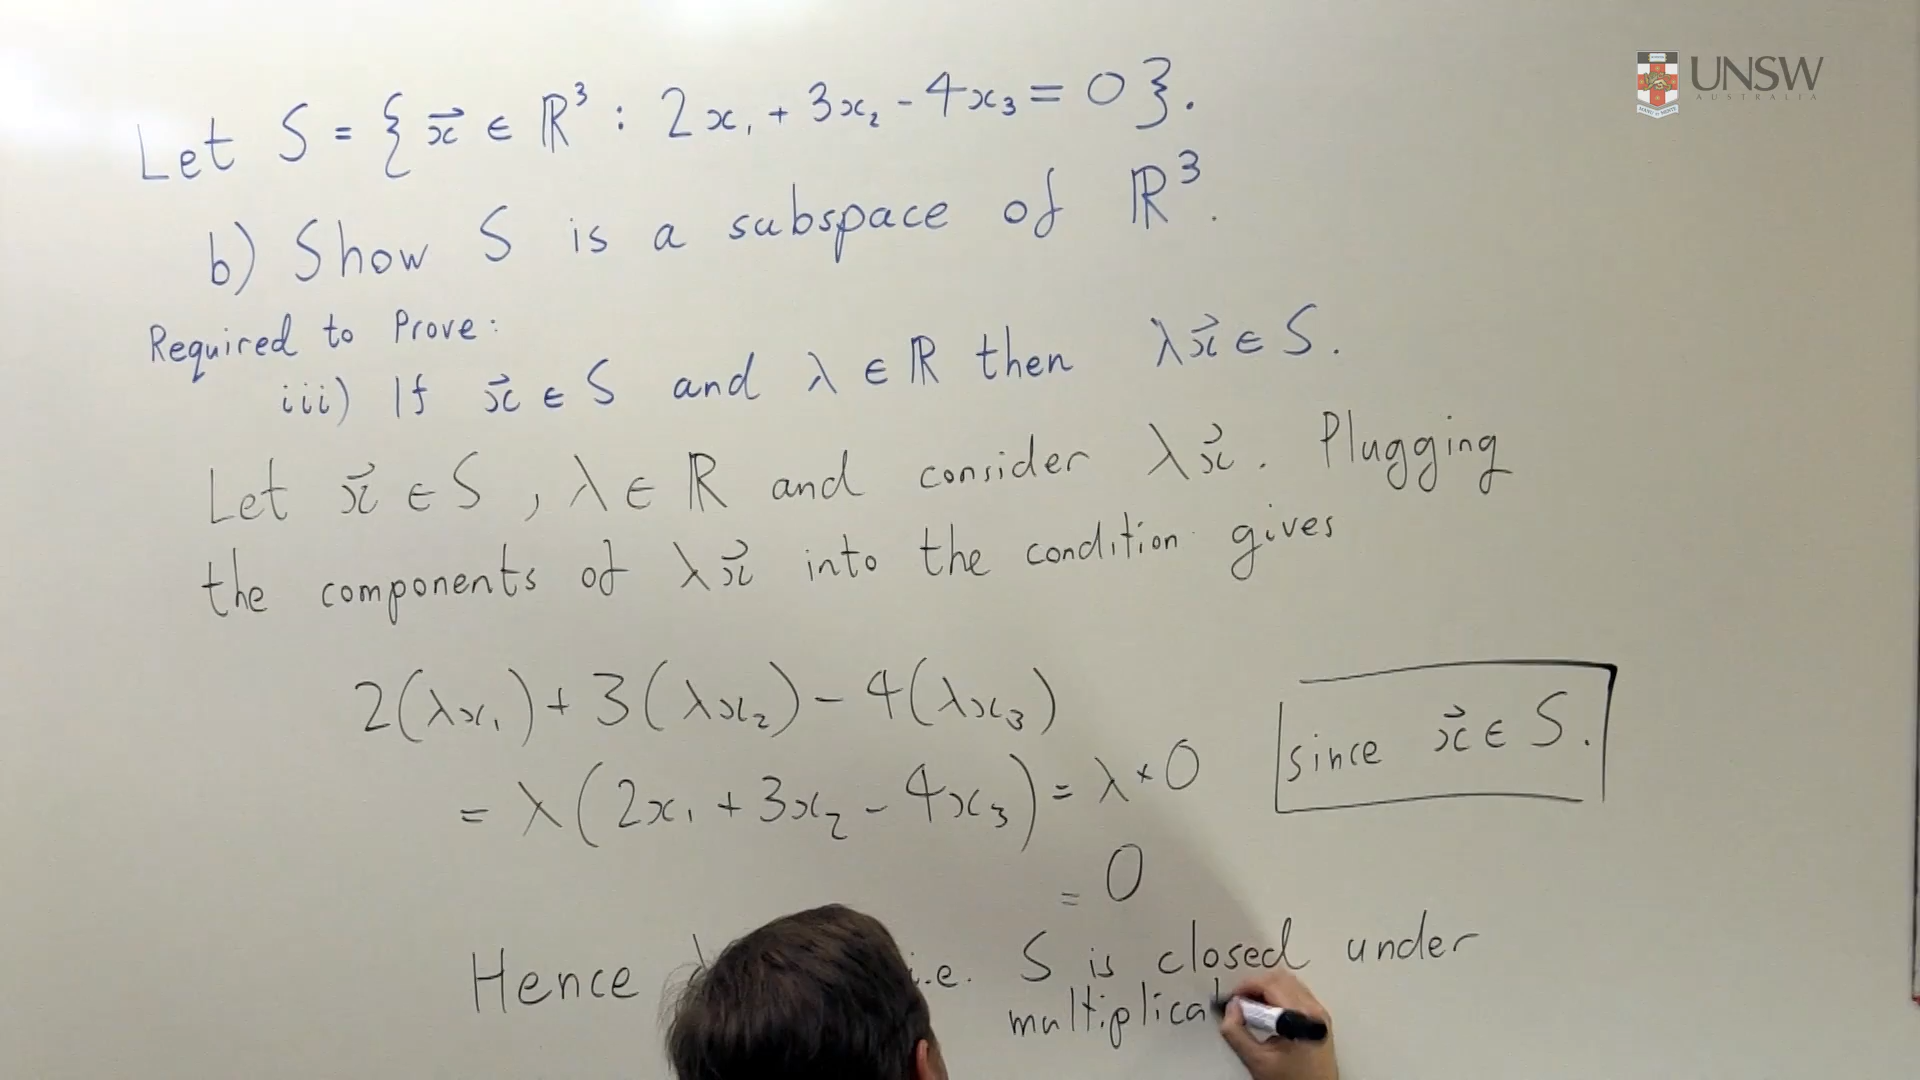 UNSW
AUSTRALIA
Let S = { x⃗ ∈ ℝ³ : 2x₁ + 3x₂ - 4x₃ = 0 }.
b) Show S is a subspace of ℝ³.
Required to Prove:
iii) If x⃗ ∈ S and λ ∈ ℝ then λx⃗ ∈ S.
Let x⃗ ∈ S, λ ∈ ℝ and consider λx⃗. Plugging
the components of λx⃗ into the condition gives
2(λx₁) + 3(λx₂) - 4(λx₃)
= λ(2x₁ + 3x₂ - 4x₃) = λ × 0
since x⃗ ∈ S.
= 0
Hence i.e. S is closed under
multiplica